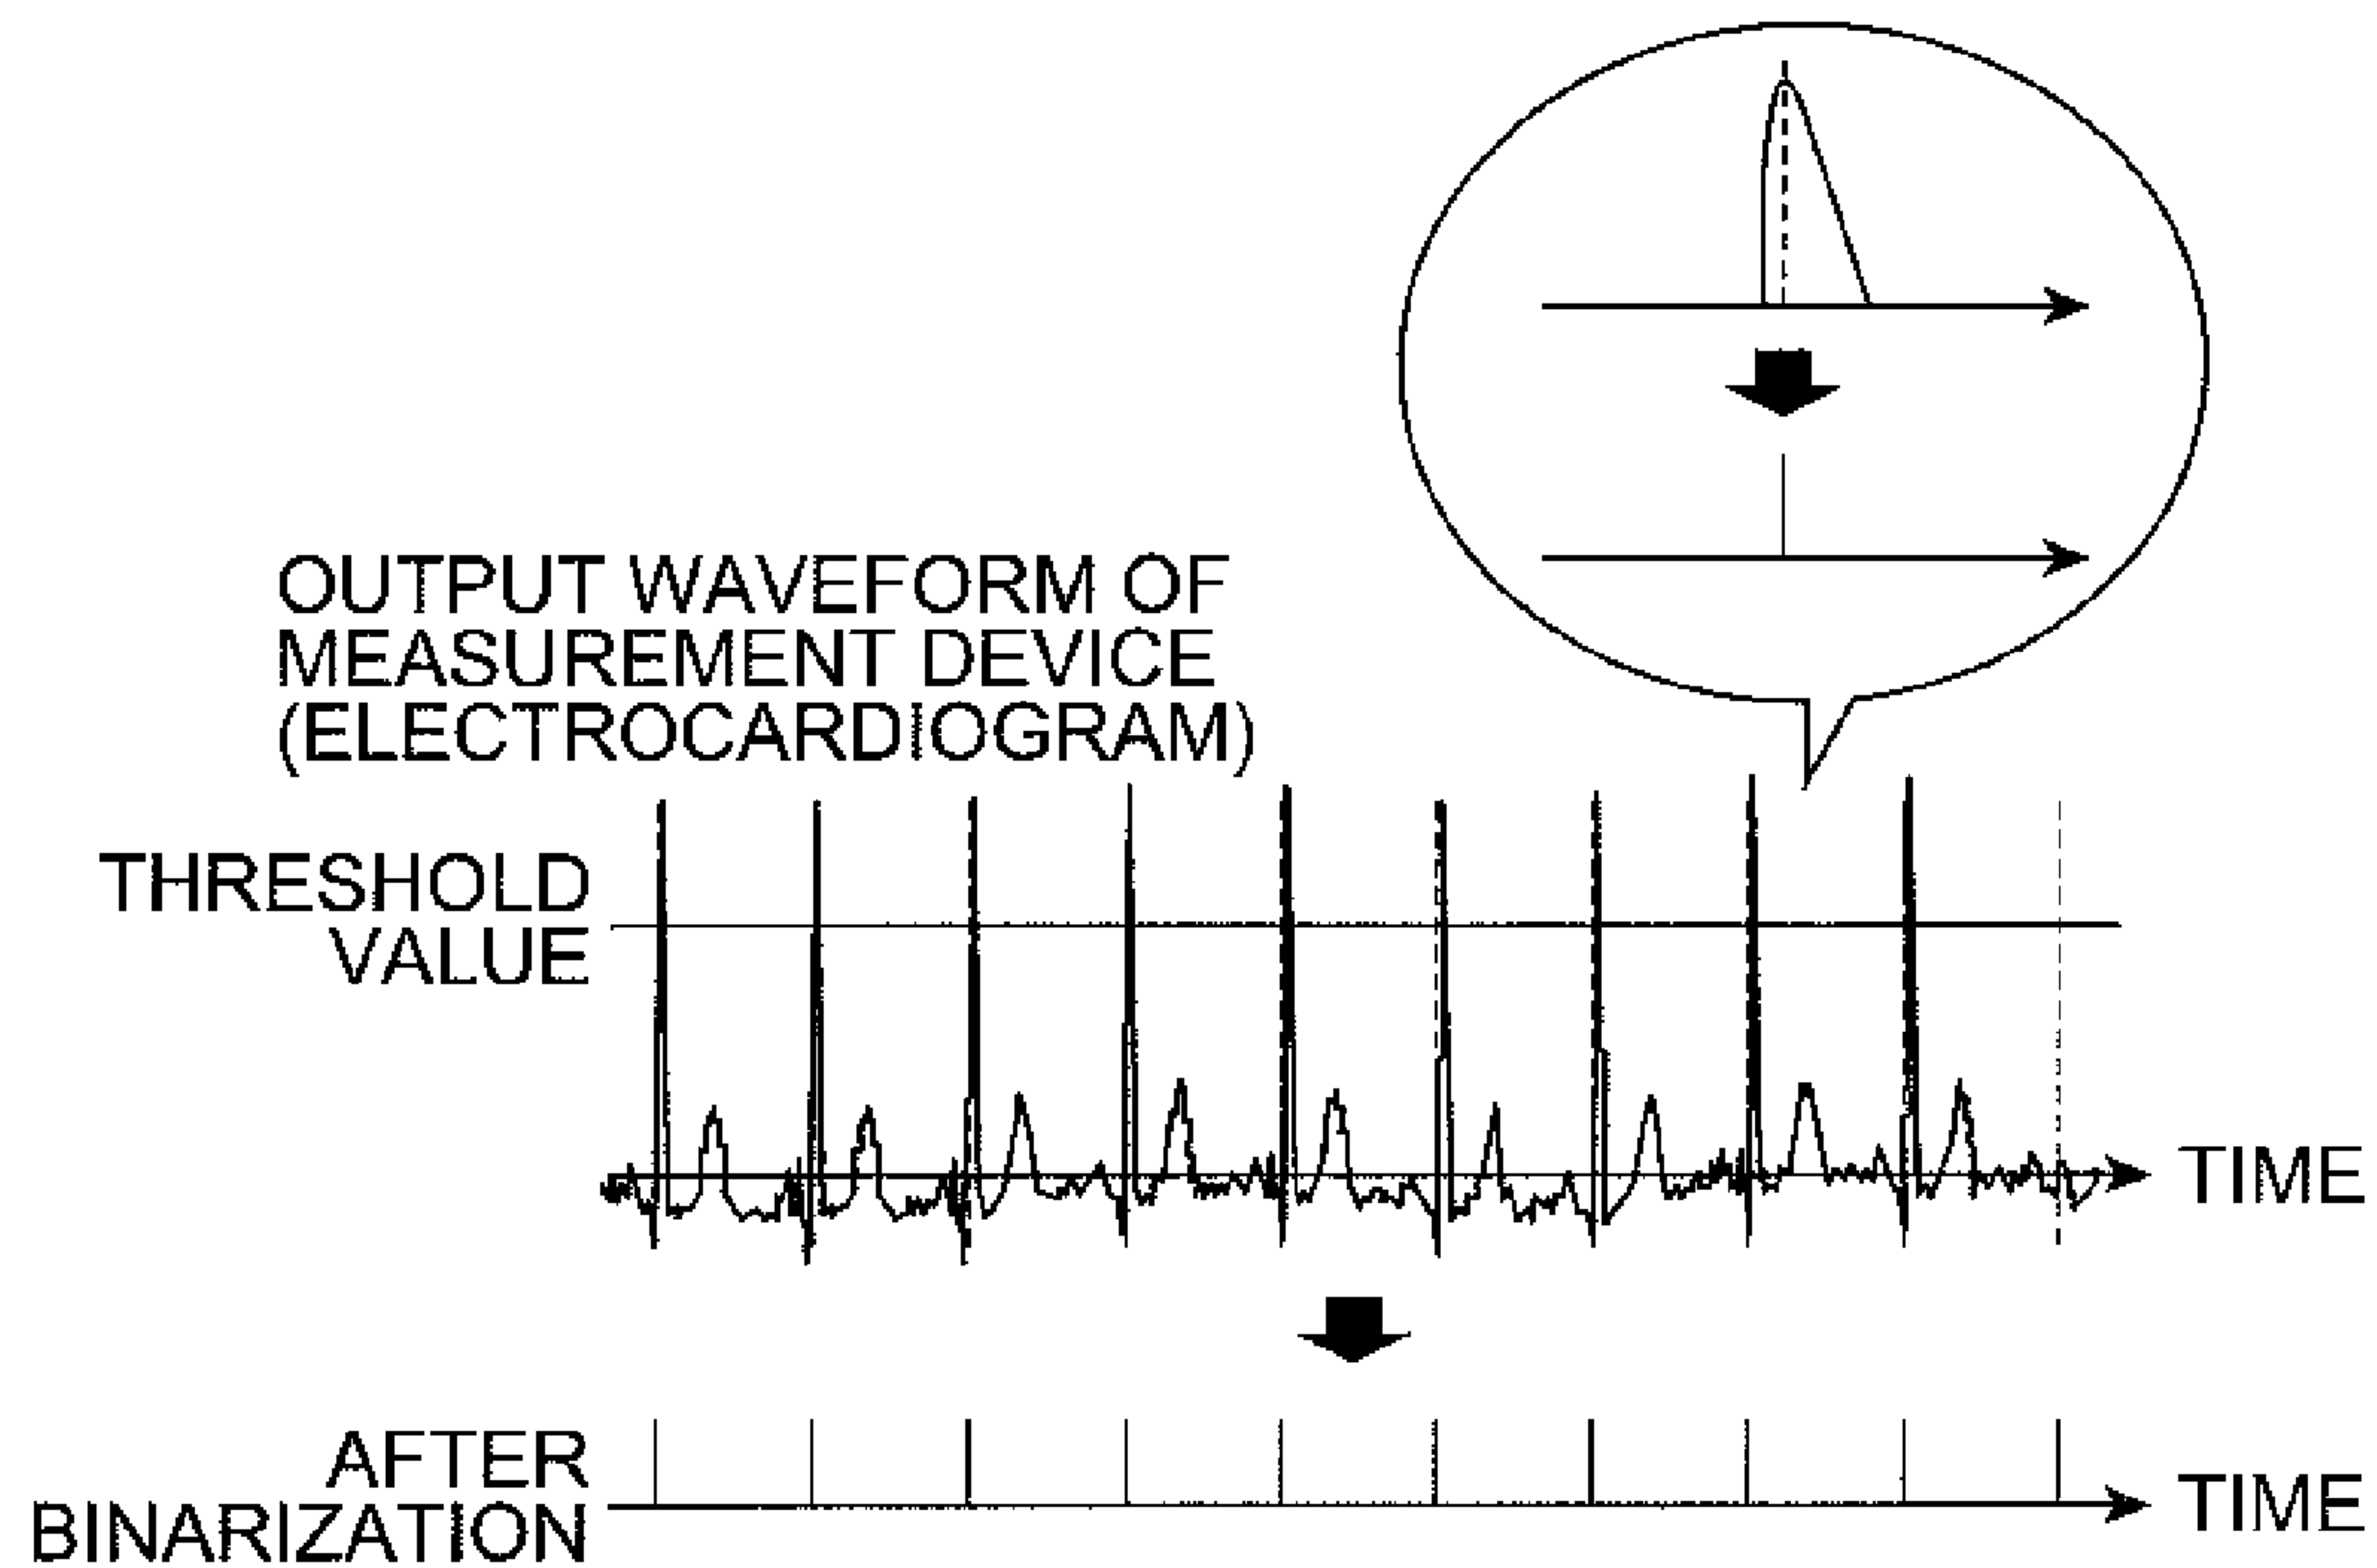 OUTPUT WAVEFORM OF
MEASUREMENT DEVICE
(ELECTROCARDIOGRAM)
THRESHOLD
VALUE
TIME
AFTER
BINARIZATION
TIME